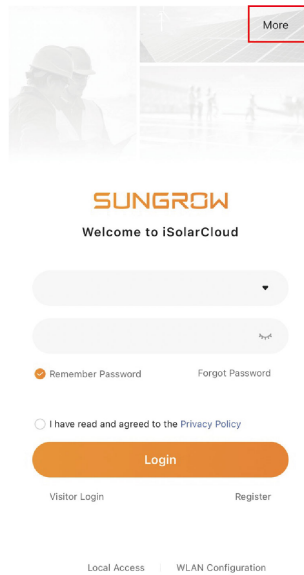 More
SUNGROW
Welcome to iSolarCloud
Remember Password
Forgot Password
I have read and agreed to the Privacy Policy
Login
Visitor Login
Register
Local Access
WLAN Configuration